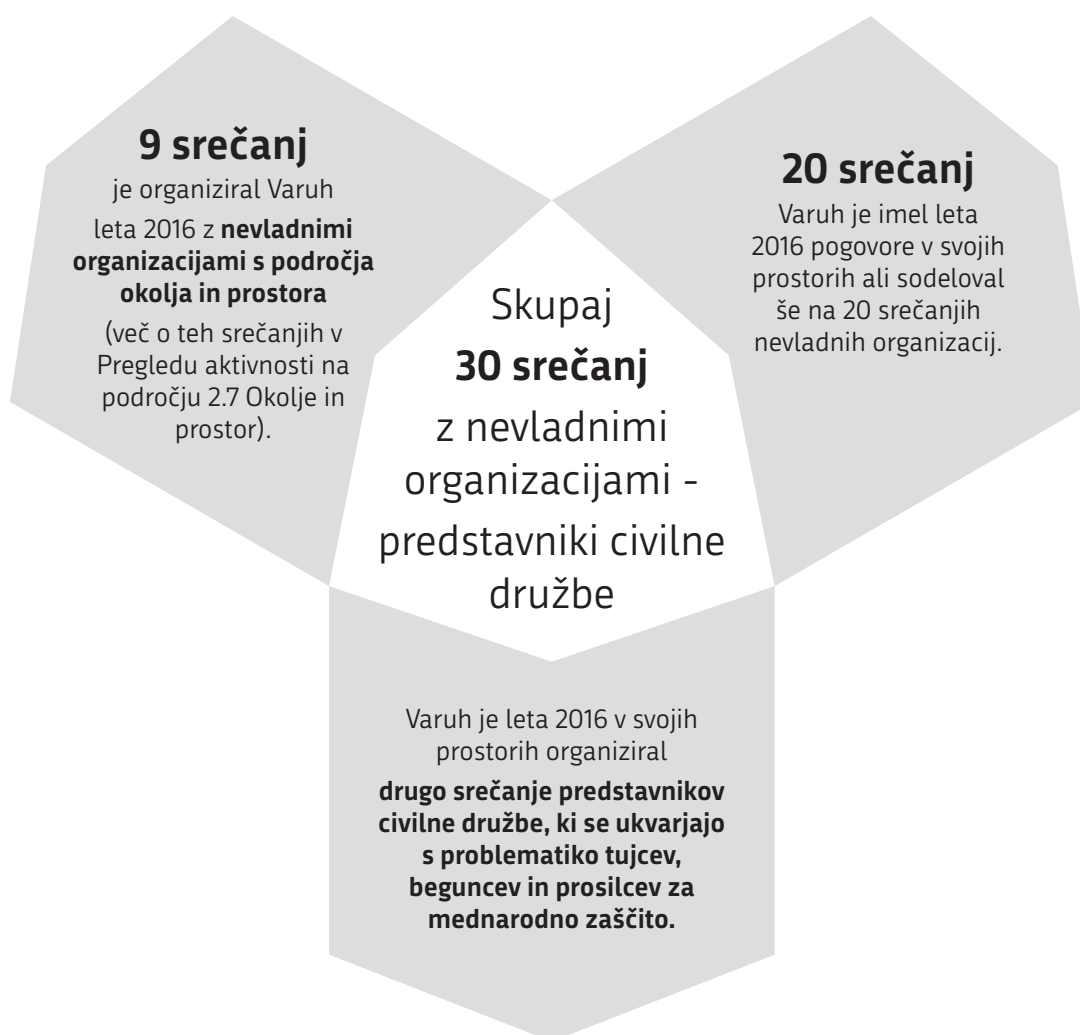 9 srečanj
je organiziral Varuh
leta 2016 z nevladnimi
organizacijami s področja
okolja in prostora
(več o teh srečanjih v
Pregledu aktivnosti na
področju 2.7 Okolje in
prostor).
20 srečanj
Varuh je imel leta
2016 pogovore v svojih
prostorih ali sodeloval
še na 20 srečanjih
nevladnih organizacij.
Skupaj
30 srečanj
z nevladnimi
organizacijami -
predstavniki civilne
družbe
Varuh je leta 2016 v svojih
prostorih organiziral
drugo srečanje predstavnikov
civilne družbe, ki se ukvarjajo
s problematiko tujcev,
beguncev in prosilcev za
mednarodno zaščito.